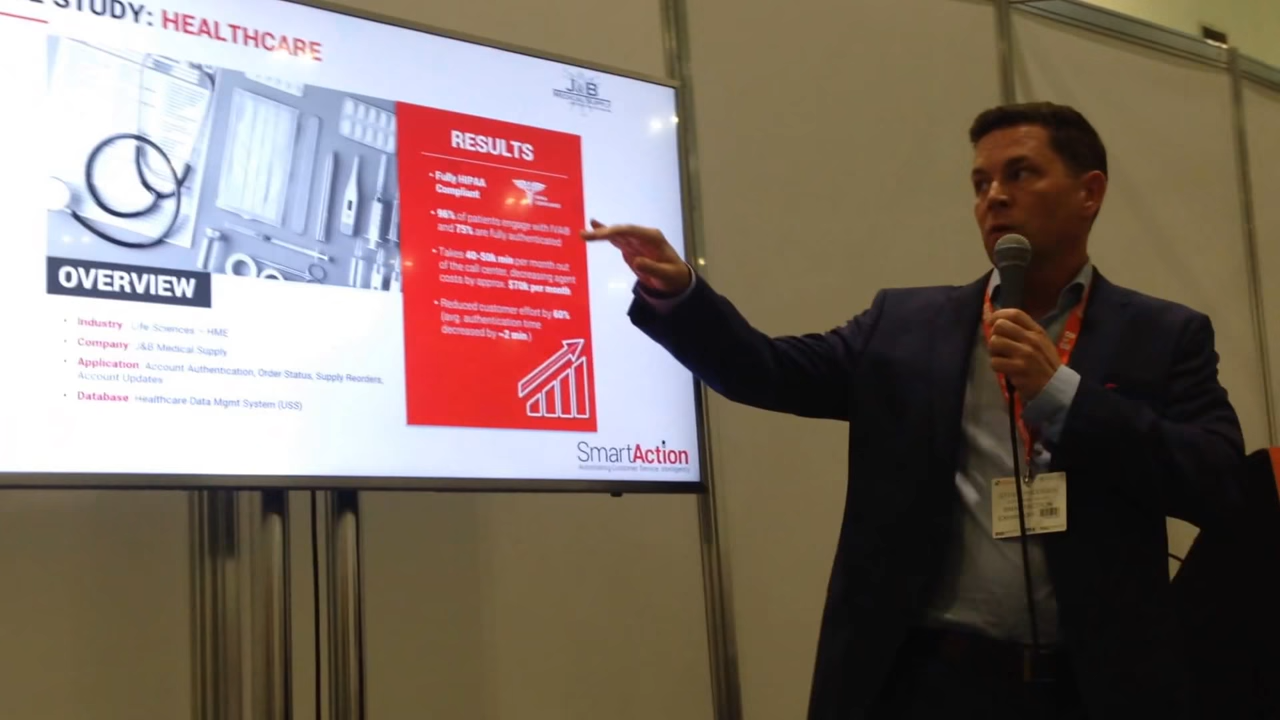 STUDY: HEALTHCARE
J&B
MEDICAL SUPPLY
RESULTS
• Fully HIPAA
Compliant
• 96% of patients engage with IVAB
and 75% are fully authenticated
• Takes 40-50k min per month out
of the call center, decreasing agent
costs by approx. $70k per month
• Reduced customer effort by 60%
(avg. authentication time
decreased by ~2 min)
OVERVIEW
• Industry: Life Sciences – HME
• Company: J&B Medical Supply
• Application: Account Authentication, Order Status, Supply Reorders,
Account Updates
• Database: Healthcare Data Mgmt System (USS)
SmartAction